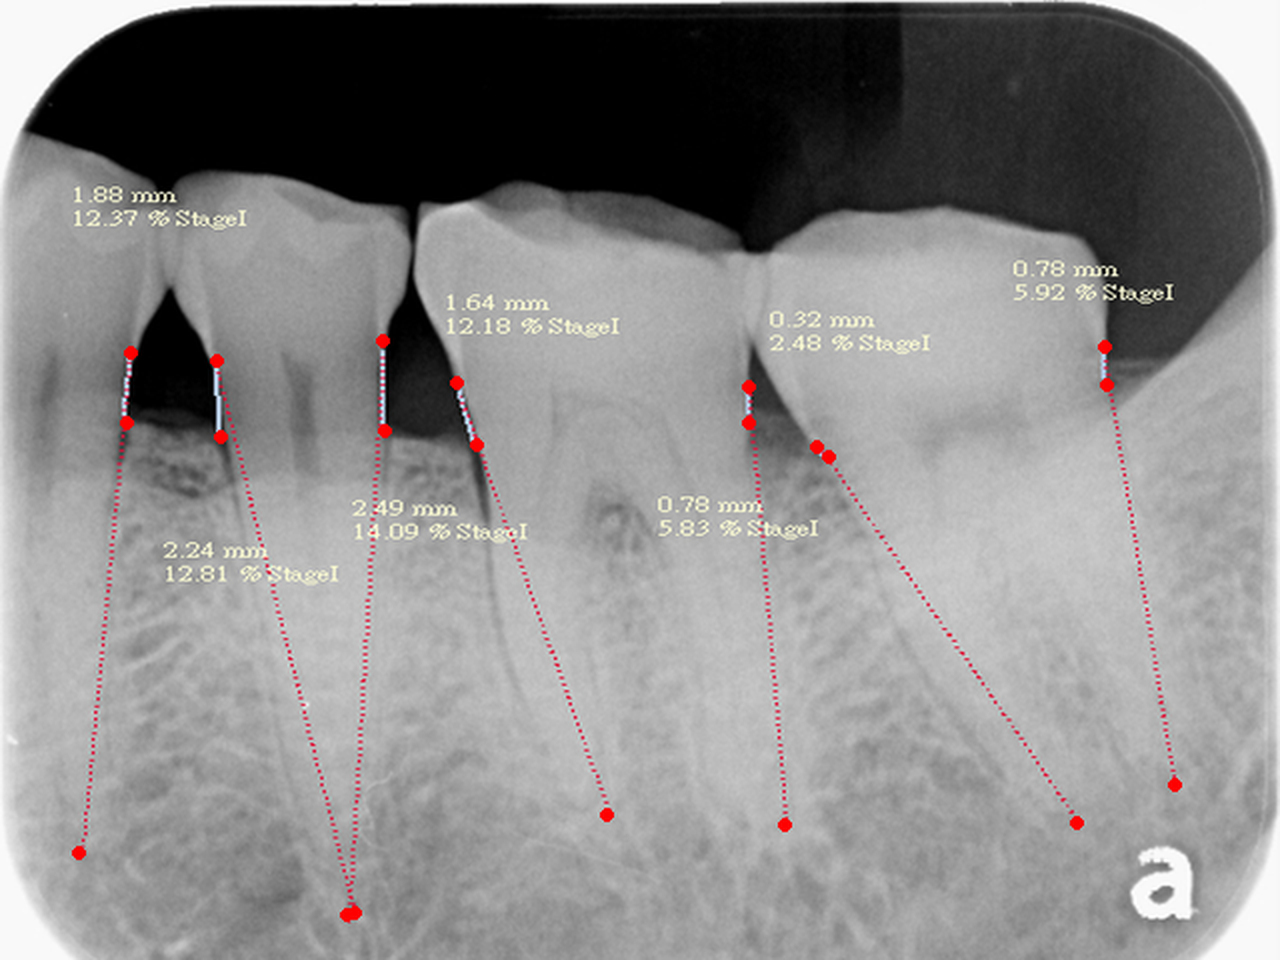 1.88 mm
12.37 % StageI
1.64 mm
12.18 % StageI
0.32 mm
2.48 % StageI
0.78 mm
5.92 % StageI
2.24 mm
12.81 % StageI
2.49 mm
14.09 % StageI
0.78 mm
5.83 % StageI
a